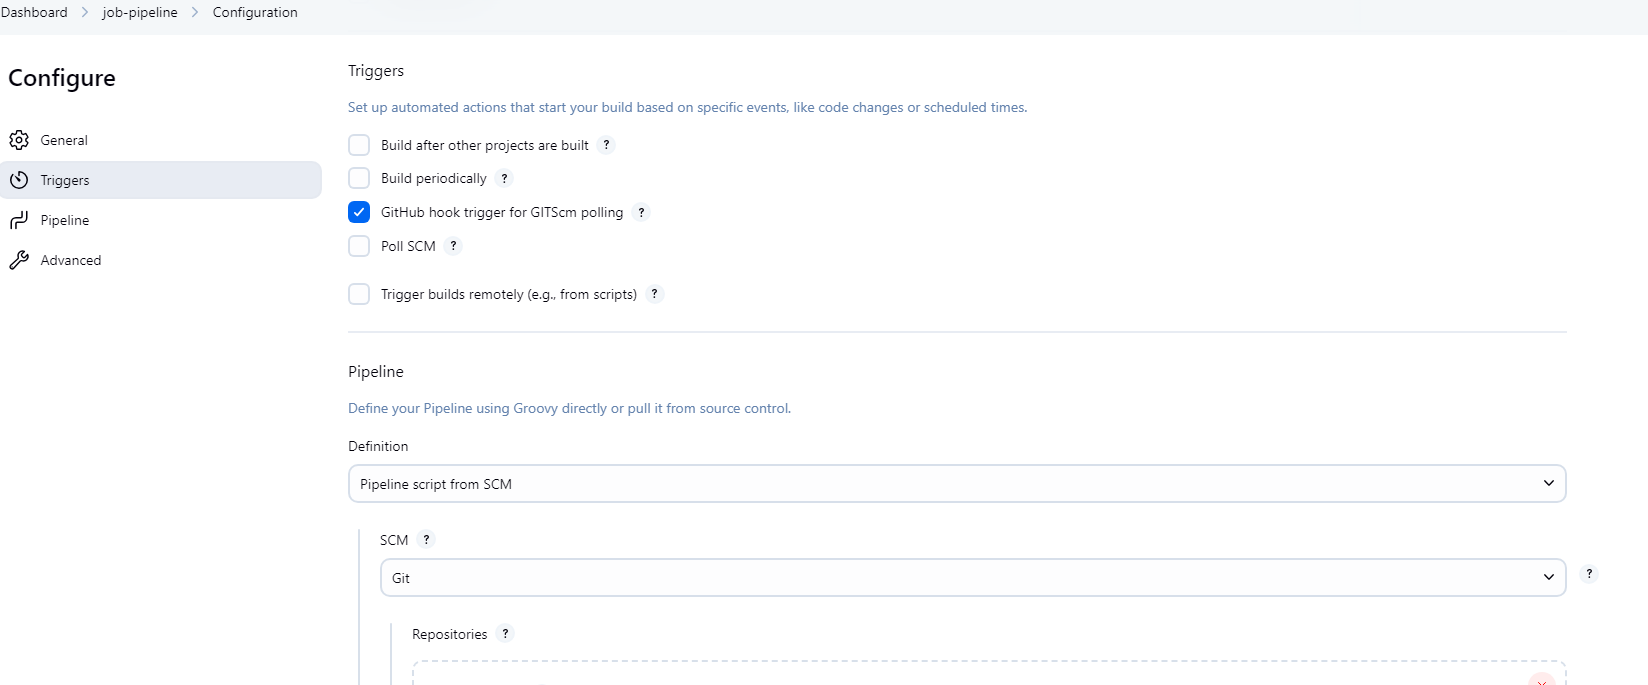 Dashboard > job-pipeline > Configuration
Configure
General
Triggers
Pipeline
Advanced
Triggers
Set up automated actions that start your build based on specific events, like code changes or scheduled times.
Build after other projects are built ?
Build periodically ?
GitHub hook trigger for GITScm polling ?
Poll SCM ?
Trigger builds remotely (e.g., from scripts) ?
Pipeline
Define your Pipeline using Groovy directly or pull it from source control.
Definition
Pipeline script from SCM
SCM ?
Git
?
Repositories ?